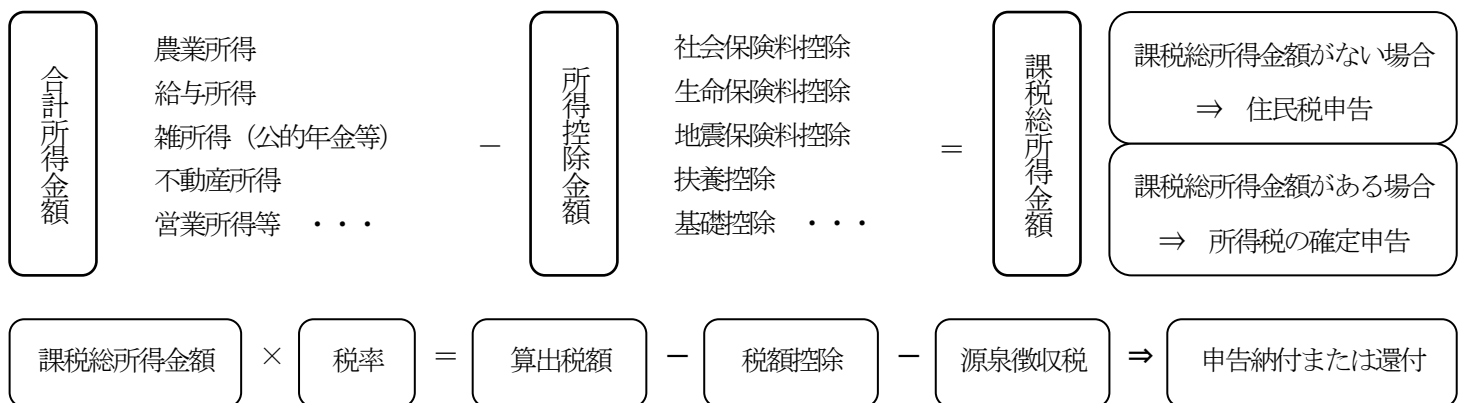 合計所得金額
農業所得
給与所得
雑所得（公的年金等）
不動産所得
営業所得等　・・・
－
所得控除金額
社会保険料控除
生命保険料控除
地震保険料控除
扶養控除
基礎控除　・・・
＝
課税総所得金額
課税総所得金額がない場合
⇒　住民税申告
課税総所得金額がある場合
⇒　所得税の確定申告
課税総所得金額 × 税率 ＝ 算出税額 － 税額控除 － 源泉徴収税 ⇒ 申告納付または還付